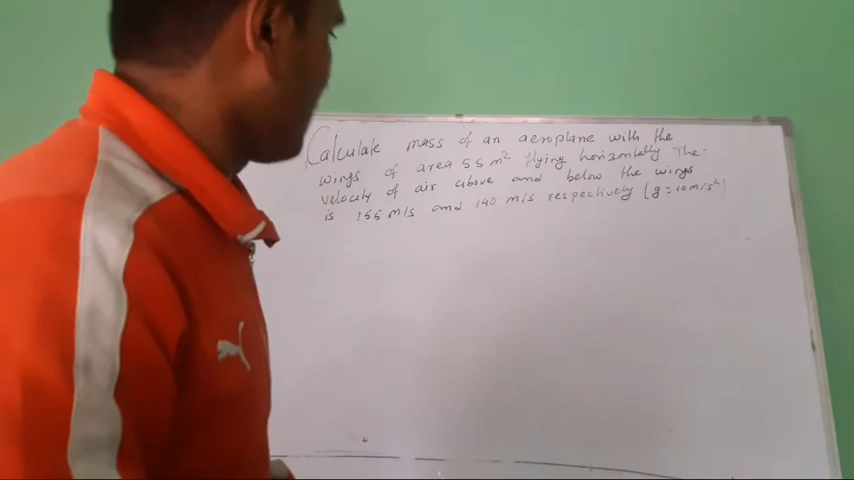 Calculate mass of an aeroplane with the
wings of area 55 m² flying horizontally The
velocity of air above and below the wings
is 155 m/s and 140 m/s respectively (g = 10 m/s²)